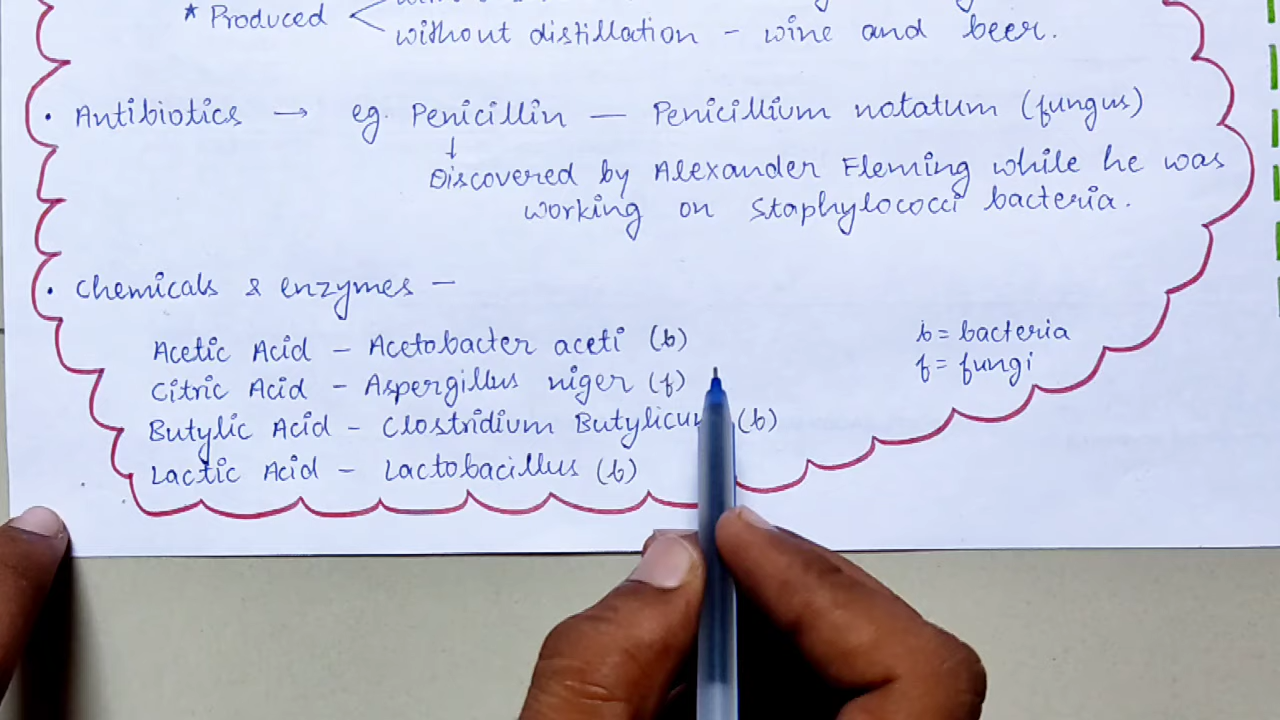 * Produced
without distillation - wine and beer.
• Antibiotics → eg. Penicillin — Penicillium notatum (fungus)
↓
Discovered by Alexander Fleming while he was
working on Staphylococci bacteria.
• Chemicals & enzymes -
Acetic Acid - Acetobacter aceti (b)
b = bacteria
Citric Acid - Aspergillus niger (f)
f = fungi
Butylic Acid - Clostridium (b)
Lactic Acid - Lactobacillus (b)